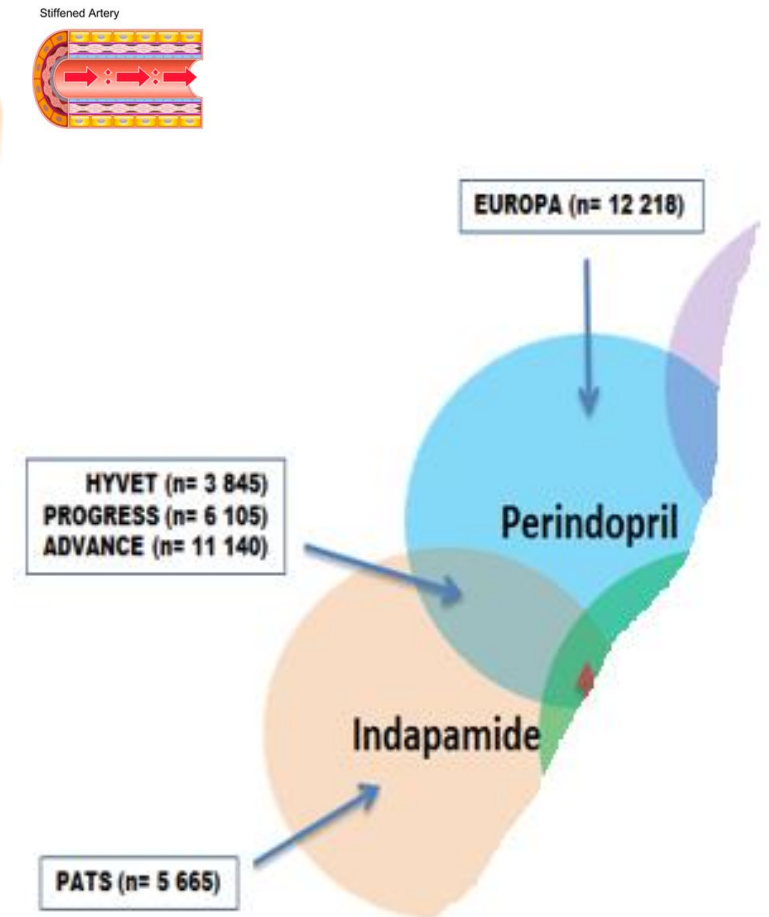 Stiffened Artery
EUROPA (n= 12 218)
HYVET (n= 3 845)
PROGRESS (n= 6 105)
ADVANCE (n= 11 140)
Perindopril
Indapamide
PATS (n= 5 665)